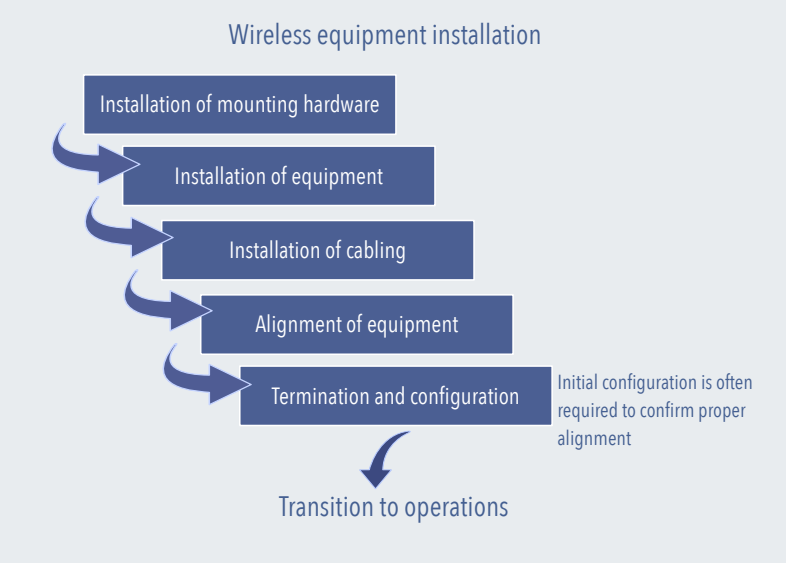 Wireless equipment installation
Installation of mounting hardware
Installation of equipment
Installation of cabling
Alignment of equipment
Termination and configuration
Initial configuration is often
required to confirm proper
alignment
Transition to operations